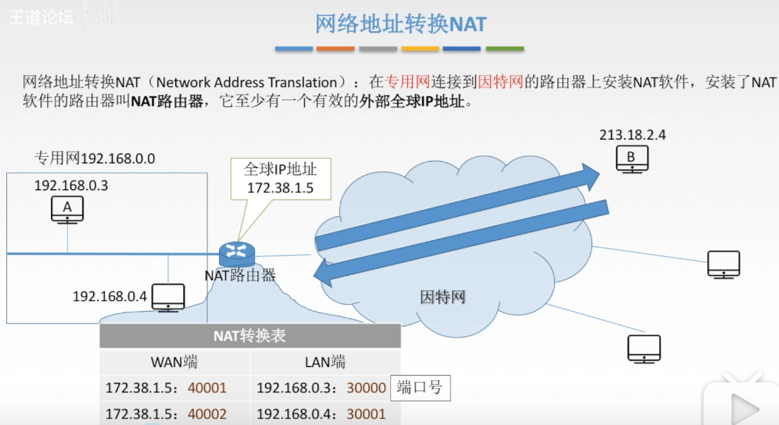 王道论坛
网络地址转换NAT
网络地址转换NAT（Network Address Translation）：在专用网连接到因特网的路由器上安装NAT软件，安装了NAT
软件的路由器叫NAT路由器，它至少有一个有效的外部全球IP地址。
213.18.2.4
B
专用网192.168.0.0
全球IP地址
172.38.1.5
192.168.0.3
A
NAT路由器
192.168.0.4
因特网
NAT转换表
WAN端 LAN端
172.38.1.5：40001 192.168.0.3：30000 端口号
172.38.1.5：40002 192.168.0.4：30001